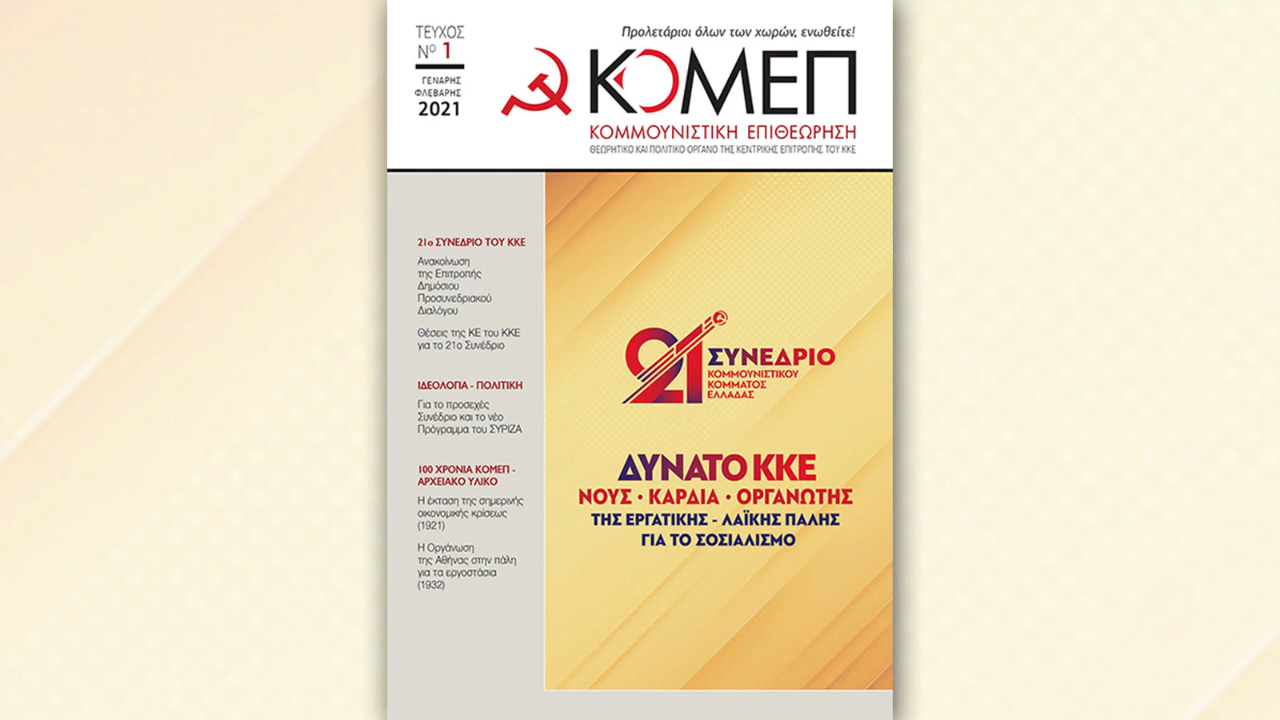 ΤΕΥΧΟΣ
Νο 1
ΓΕΝΑΡΗΣ
ΦΛΕΒΑΡΗΣ
2021
Προλετάριοι όλων των χωρών, ενωθείτε!
ΚΟΜΕΠ
ΚΟΜΜΟΥΝΙΣΤΙΚΗ ΕΠΙΘΕΩΡΗΣΗ
ΘΕΩΡΗΤΙΚΟ ΚΑΙ ΠΟΛΙΤΙΚΟ ΟΡΓΑΝΟ ΤΗΣ ΚΕΝΤΡΙΚΗΣ ΕΠΙΤΡΟΠΗΣ ΤΟΥ ΚΚΕ
21ο ΣΥΝΕΔΡΙΟ ΤΟΥ ΚΚΕ
Ανακοίνωση
της Επιτροπής
Δημόσιου
Προσυνεδριακού
Διαλόγου
Θέσεις της ΚΕ του ΚΚΕ
για το 21ο Συνέδριο
ΙΔΕΟΛΟΓΙΑ - ΠΟΛΙΤΙΚΗ
Για το προσεχές
Συνέδριο και το νέο
Πρόγραμμα του ΣΥΡΙΖΑ
100 ΧΡΟΝΙΑ ΚΟΜΕΠ -
ΑΡΧΕΙΑΚΟ ΥΛΙΚΟ
Η έκταση της σημερινής
οικονομικής κρίσεως
(1921)
Η Οργάνωση
της Αθήνας στην πάλη
για τα εργοστάσια
(1932)
21 ΣΥΝΕΔΡΙΟ
ΚΟΜΜΟΥΝΙΣΤΙΚΟΥ
ΚΟΜΜΑΤΟΣ
ΕΛΛΑΔΑΣ
ΔΥΝΑΤΟ ΚΚΕ
ΝΟΥΣ • ΚΑΡΔΙΑ • ΟΡΓΑΝΩΤΗΣ
ΤΗΣ ΕΡΓΑΤΙΚΗΣ - ΛΑΪΚΗΣ ΠΑΛΗΣ
ΓΙΑ ΤΟ ΣΟΣΙΑΛΙΣΜΟ